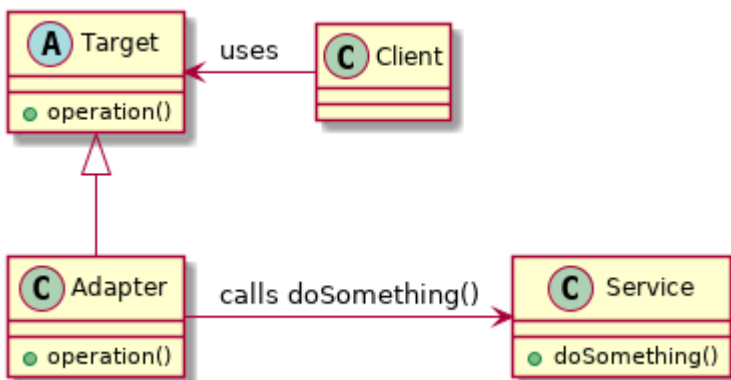 A Target
uses
C Client
operation()
C Adapter
calls doSomething()
C Service
operation()
doSomething()